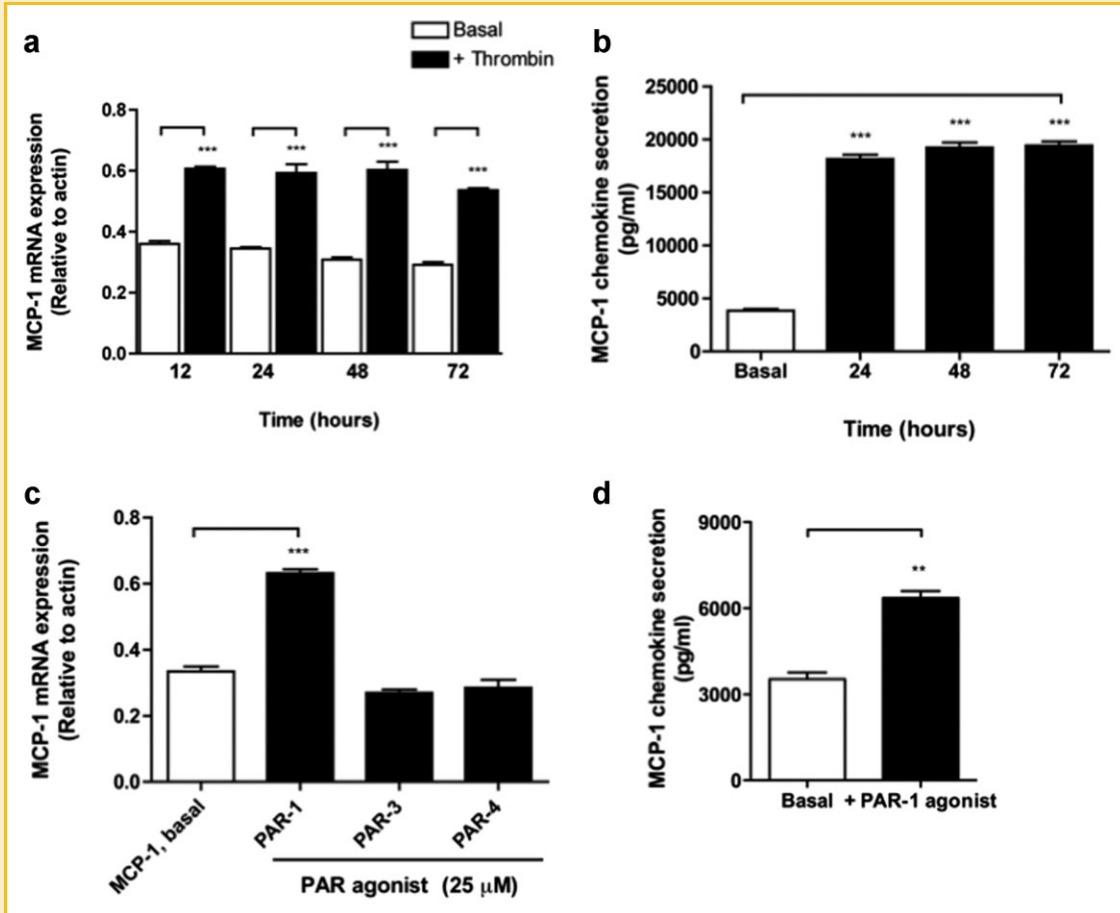 a
Basal
+ Thrombin
MCP-1 mRNA expression
(Relative to actin)
0.8
0.6
0.4
0.2
0.0
***
***
***
***
12 24 48 72
Time (hours)
b
MCP-1 chemokine secretion
(pg/ml)
25000
20000
15000
10000
5000
0
***
***
***
Basal 24 48 72
Time (hours)
c
MCP-1 mRNA expression
(Relative to actin)
0.8
0.6
0.4
0.2
0.0
***
MCP-1, basal
PAR-1
PAR-3
PAR-4
PAR agonist (25 μM)
d
MCP-1 chemokine secretion
(pg/ml)
9000
6000
3000
0
**
Basal + PAR-1 agonist